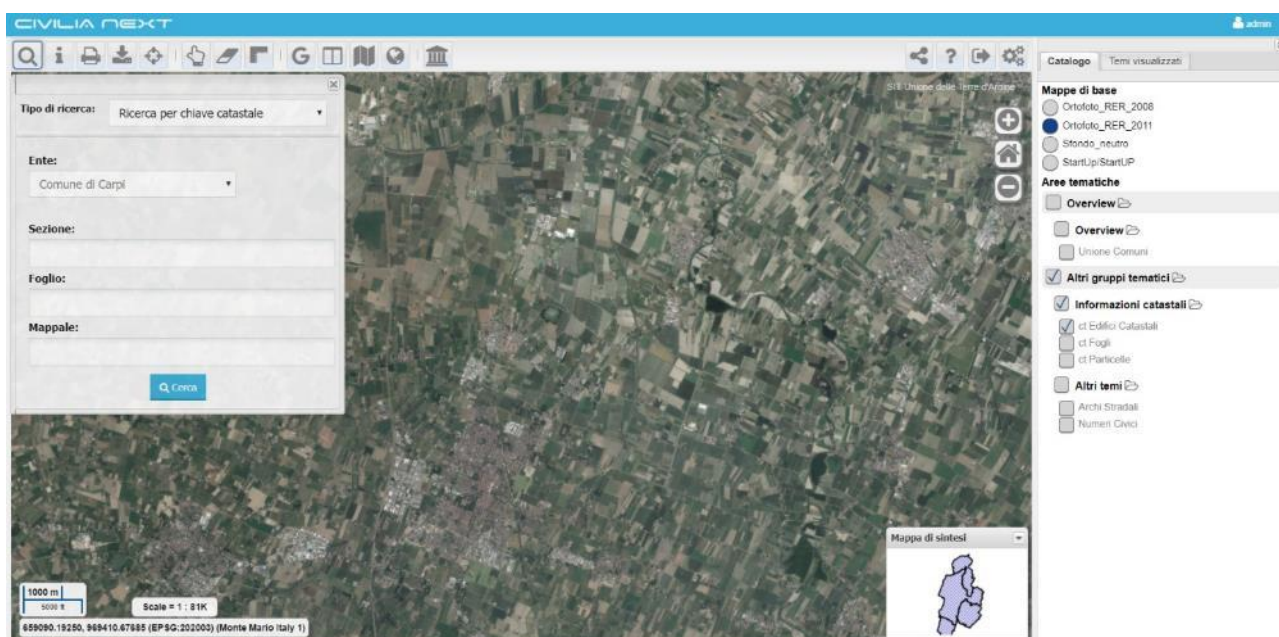 CIVILIA NEXT
admin
G
?
Tipo di ricerca:
Ricerca per chiave catastale
Ente:
Comune di Carpi
Sezione:
Foglio:
Mappale:
Cerca
SIT Unione delle Terre d'Argine
Catalogo
Temi visualizzati
Mappe di base
Ortofoto_RER_2008
Ortofoto_RER_2011
Sfondo_neutro
StartUp/StartUP
Aree tematiche
Overview
Overview
Unione Comuni
Altri gruppi tematici
Informazioni catastali
ct Edifici Catastali
ct Fogli
ct Particelle
Altri temi
Archi Stradali
Numeri Civici
Mappa di sintesi
1000 m
5000 ft
Scale = 1 : 81K
659090.19250, 969410.67685 (EPSG:202003) (Monte Mario Italy 1)